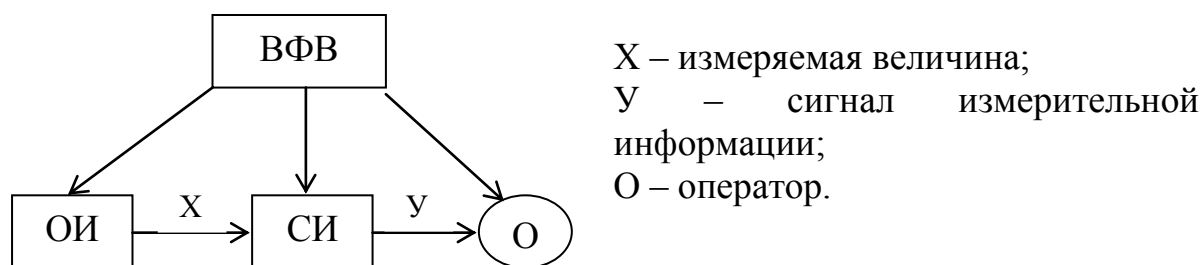 ВФВ
Х – измеряемая величина;
У – сигнал измерительной
информации;
О – оператор.
ОИ
Х
СИ
У
О